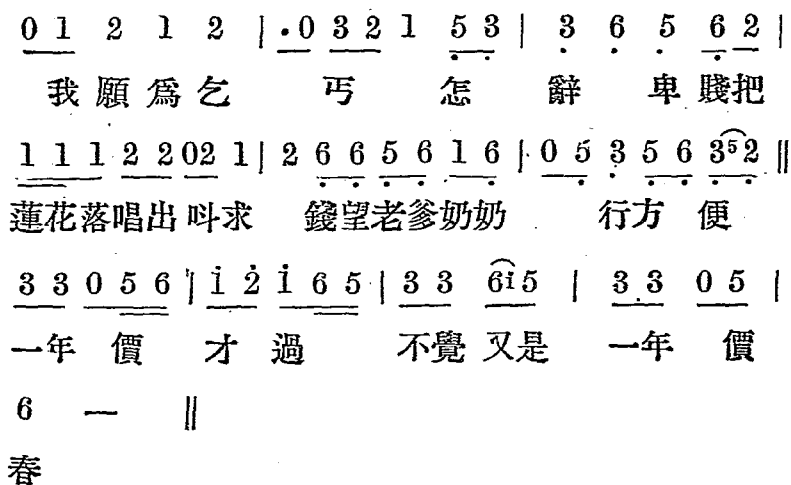 0 1 2 1 2 | ·0 3 2 1 5 3 | 3 6 5 6 2 |
我願爲乞 丐 怎 辭 卑 賤把
1 1 1 2 2 02 1 | 2 6 6 5 6 1 6 | 0 5 3 5 6 3 5 2 ‖
蓮花落唱出呌求 錢望老爹奶奶 行方 便
3 3 0 5 6 | i 2̇ i 6 5 | 3 3 6 i 5 | 3 3 0 5 |
一年 價 才 過 不覺 又是 一年 價
6 — ‖
春